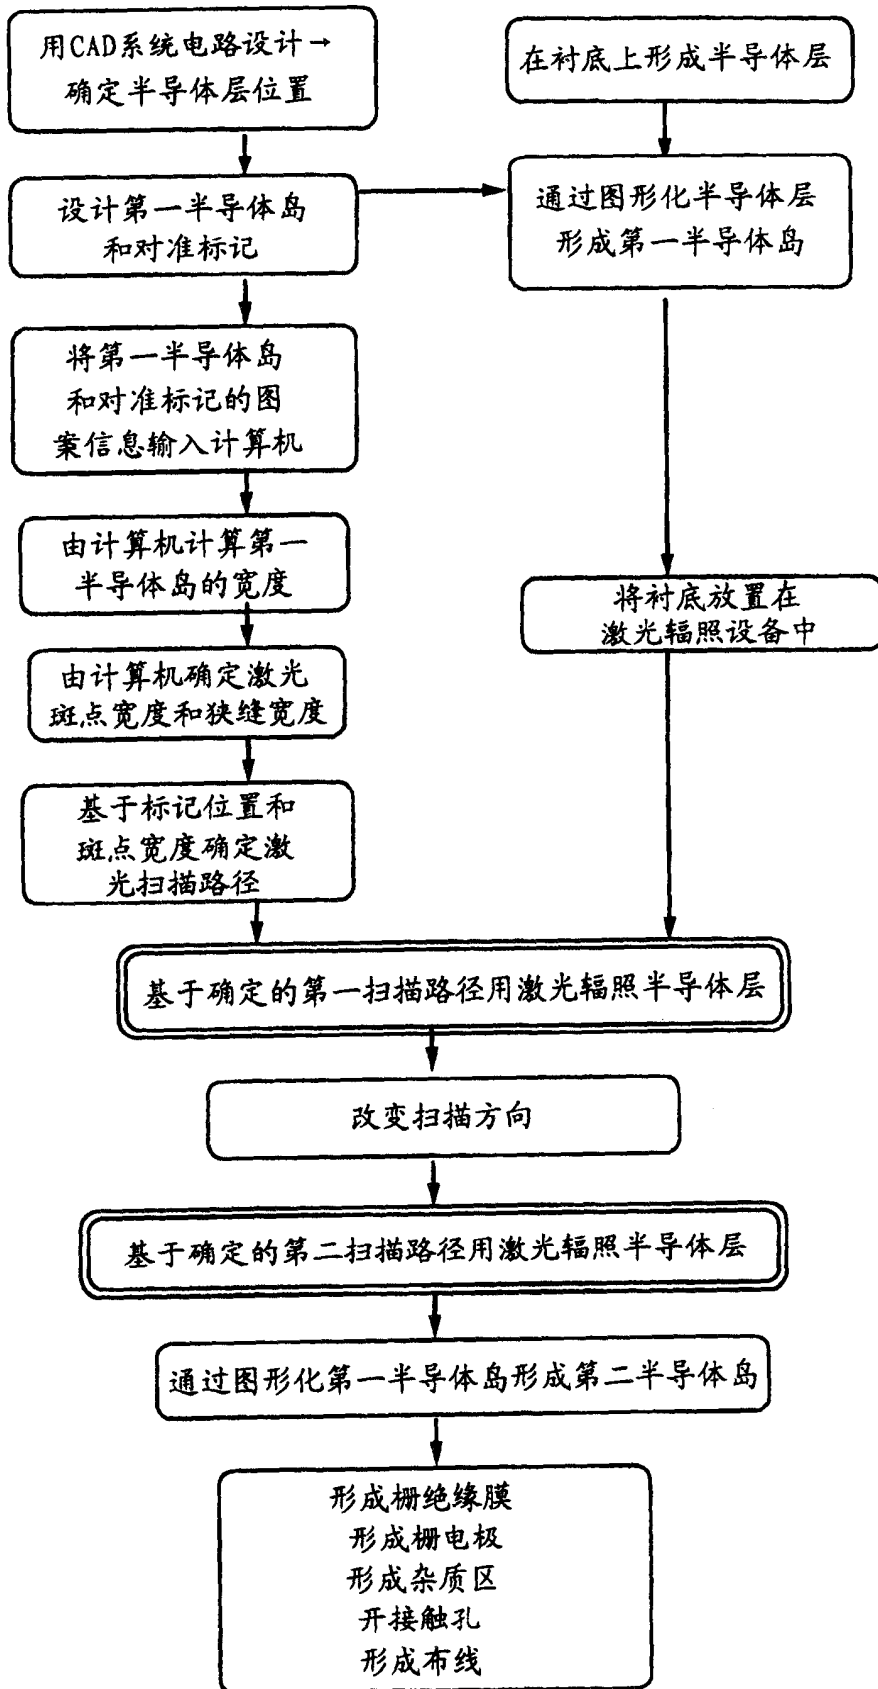 用CAD系统电路设计→
确定半导体层位置
在衬底上形成半导体层
设计第一半导体岛
和对准标记
通过图形化半导体层
形成第一半导体岛
将第一半导体岛
和对准标记的图
案信息输入计算机
由计算机计算第一
半导体岛的宽度
将衬底放置在
激光辐照设备中
由计算机确定激光
斑点宽度和狭缝宽度
基于标记位置和
斑点宽度确定激
光扫描路径
基于确定的第一扫描路径用激光辐照半导体层
改变扫描方向
基于确定的第二扫描路径用激光辐照半导体层
通过图形化第一半导体岛形成第二半导体岛
形成栅绝缘膜
形成栅电极
形成杂质区
开接触孔
形成布线